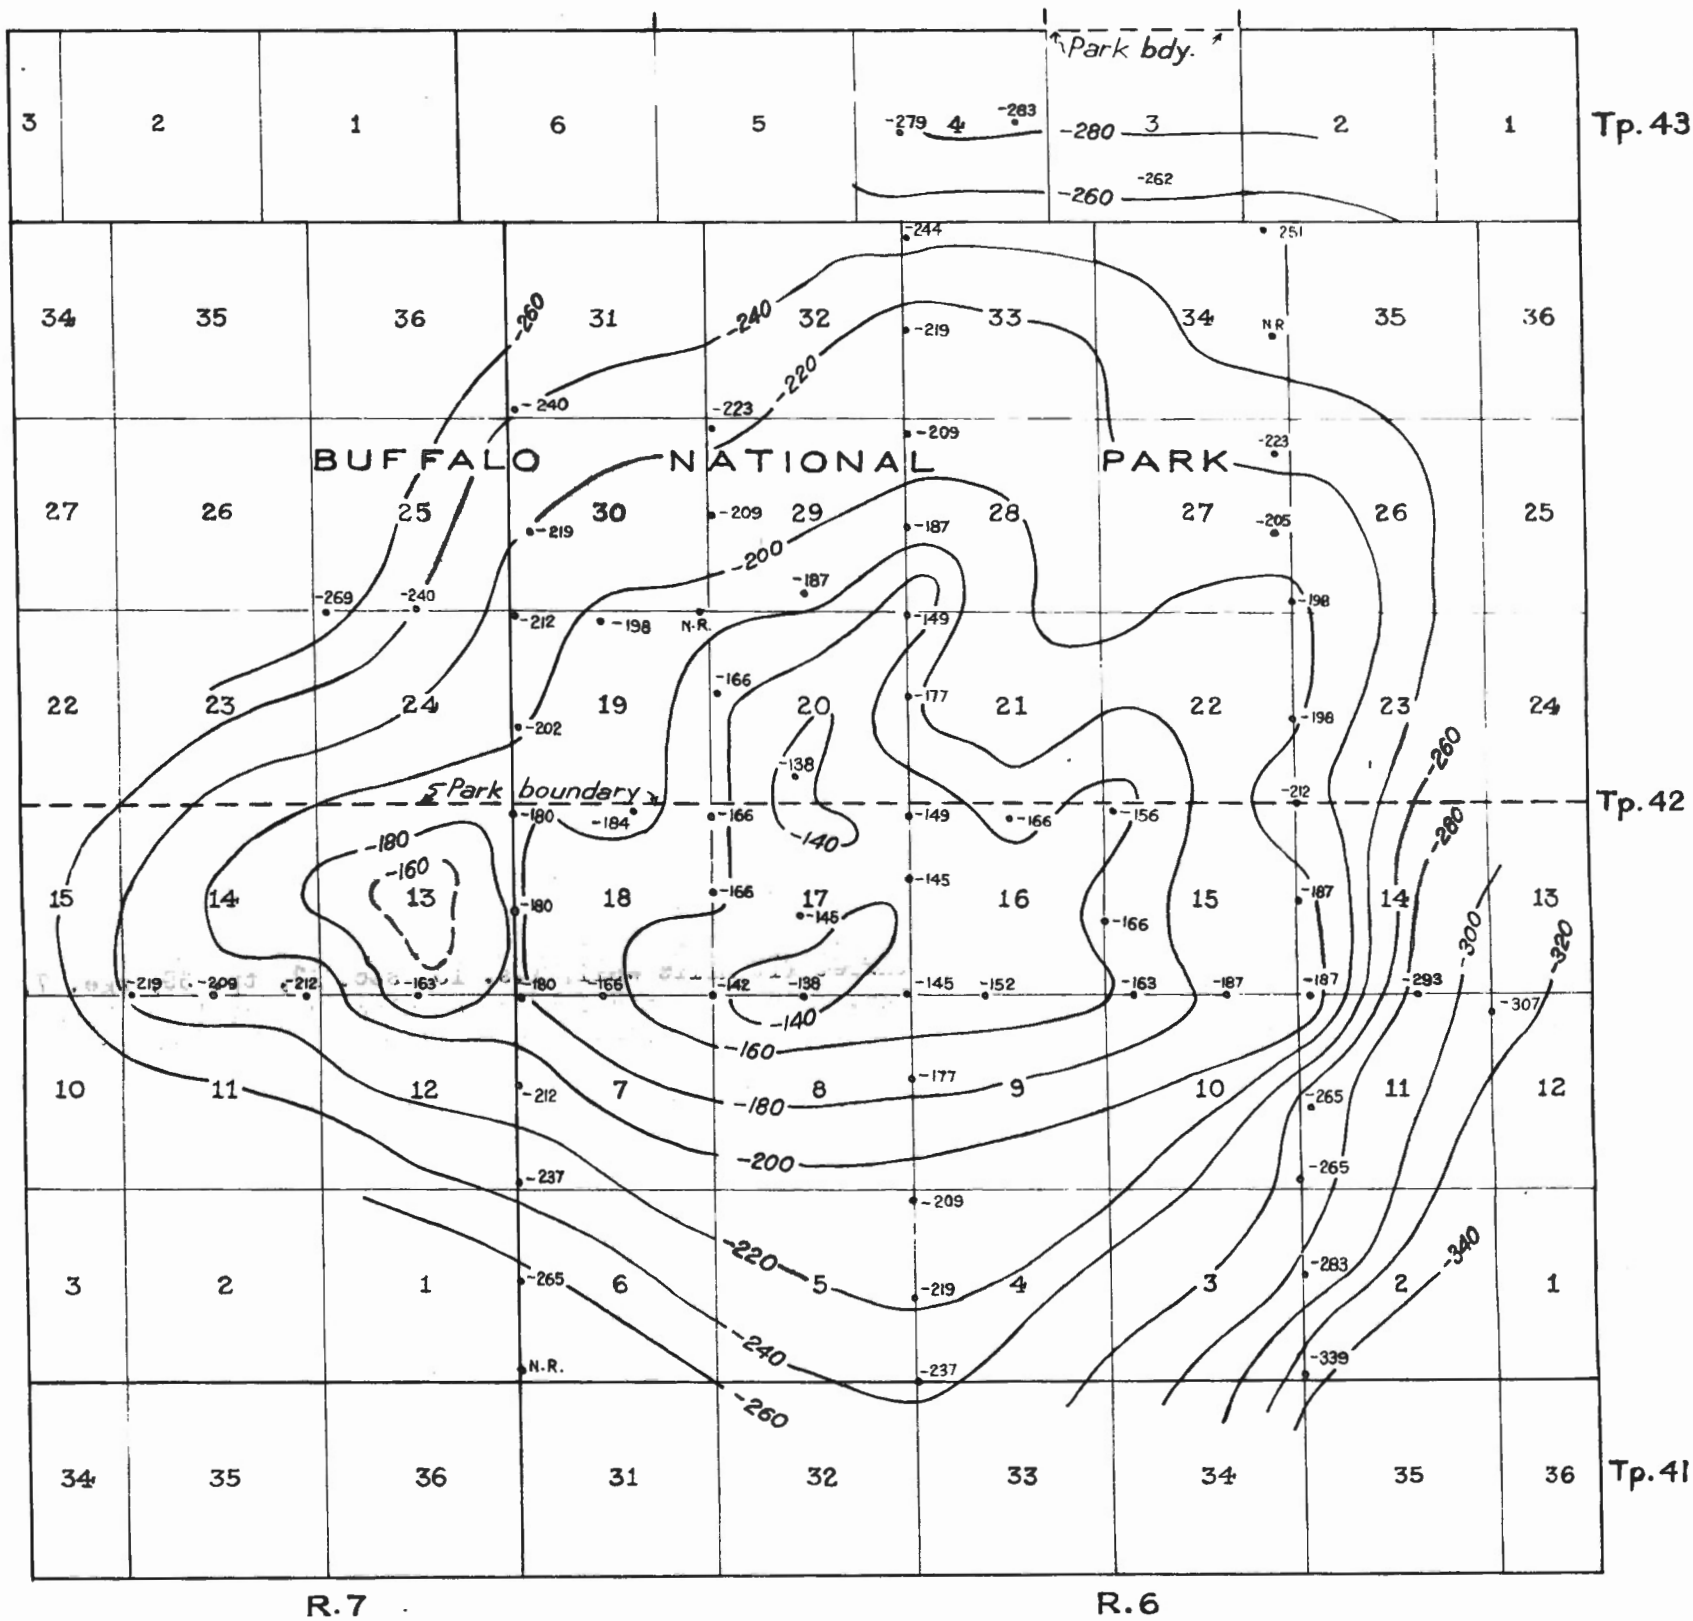 Park bdy.
3 2 1 6 5 -279 4 -283 -280 3 2 1 Tp. 43
-260 -262
-244 251
34 35 36 -260 31 -240 32 33 34 NR 35 36
-219
-220
-240 -223 -209 -223
BUFFALO NATIONAL PARK
27 26 25 30 -209 29 28 27 26 25
-219 -187 -205
-200
-187
-269 -240 -212 -198 N.R. -149 -198
-166 -177
22 23 24 19 20 21 22 23 24
-202 -198
-260
-138
Park boundary -212 Tp. 42
-180 -184 -166 -149 -166 -156
-180 -140 -280
-160 -145 -187
15 14 13 18 -166 17 16 15 14 13
-180 -145 -166 -300 -320
-219 -209 -212 -163 -180 -166 -142 -138 -145 -152 -163 -187 -187 -293
-140 -307
-160
-177
10 11 12 -212 7 8 9 10 -265 11 12
-180
-200 -265
-237 -209
-220 -340
3 2 1 -265 6 5 -219 4 3 -283 2 1
-240
N.R. -237 -339
-260
34 35 36 31 32 33 34 35 36 Tp. 41
R. 7 R. 6